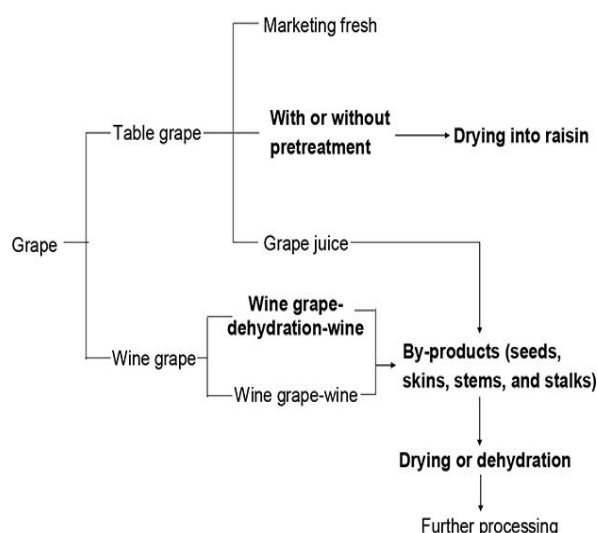 Marketing fresh
With or without
pretreatment
Drying into raisin
Table grape
Grape
Grape juice
Wine grape-
dehydration-wine
Wine grape
Wine grape-wine
By-products (seeds,
skins, stems, and stalks)
Drying or dehydration
Further processing